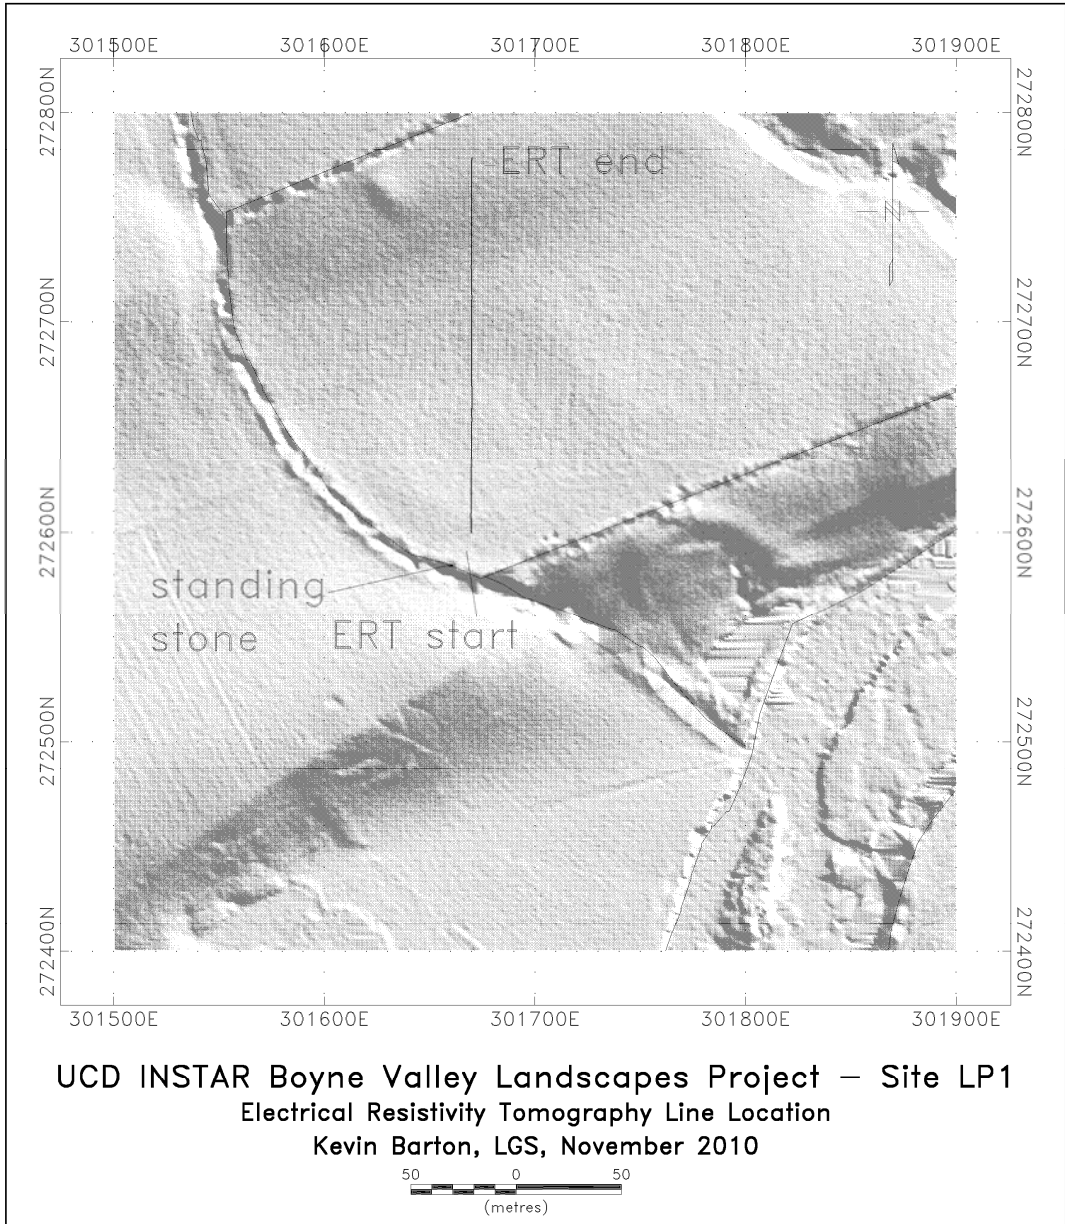 301500E 301600E 301700E 301800E 301900E
272800N 272800N
ERT end
N
272700N 272700N
272600N 272600N
standing
stone
ERT start
272500N 272500N
272400N 272400N
301500E 301600E 301700E 301800E 301900E
UCD INSTAR Boyne Valley Landscapes Project – Site LP1
Electrical Resistivity Tomography Line Location
Kevin Barton, LGS, November 2010
50 0 50
(metres)